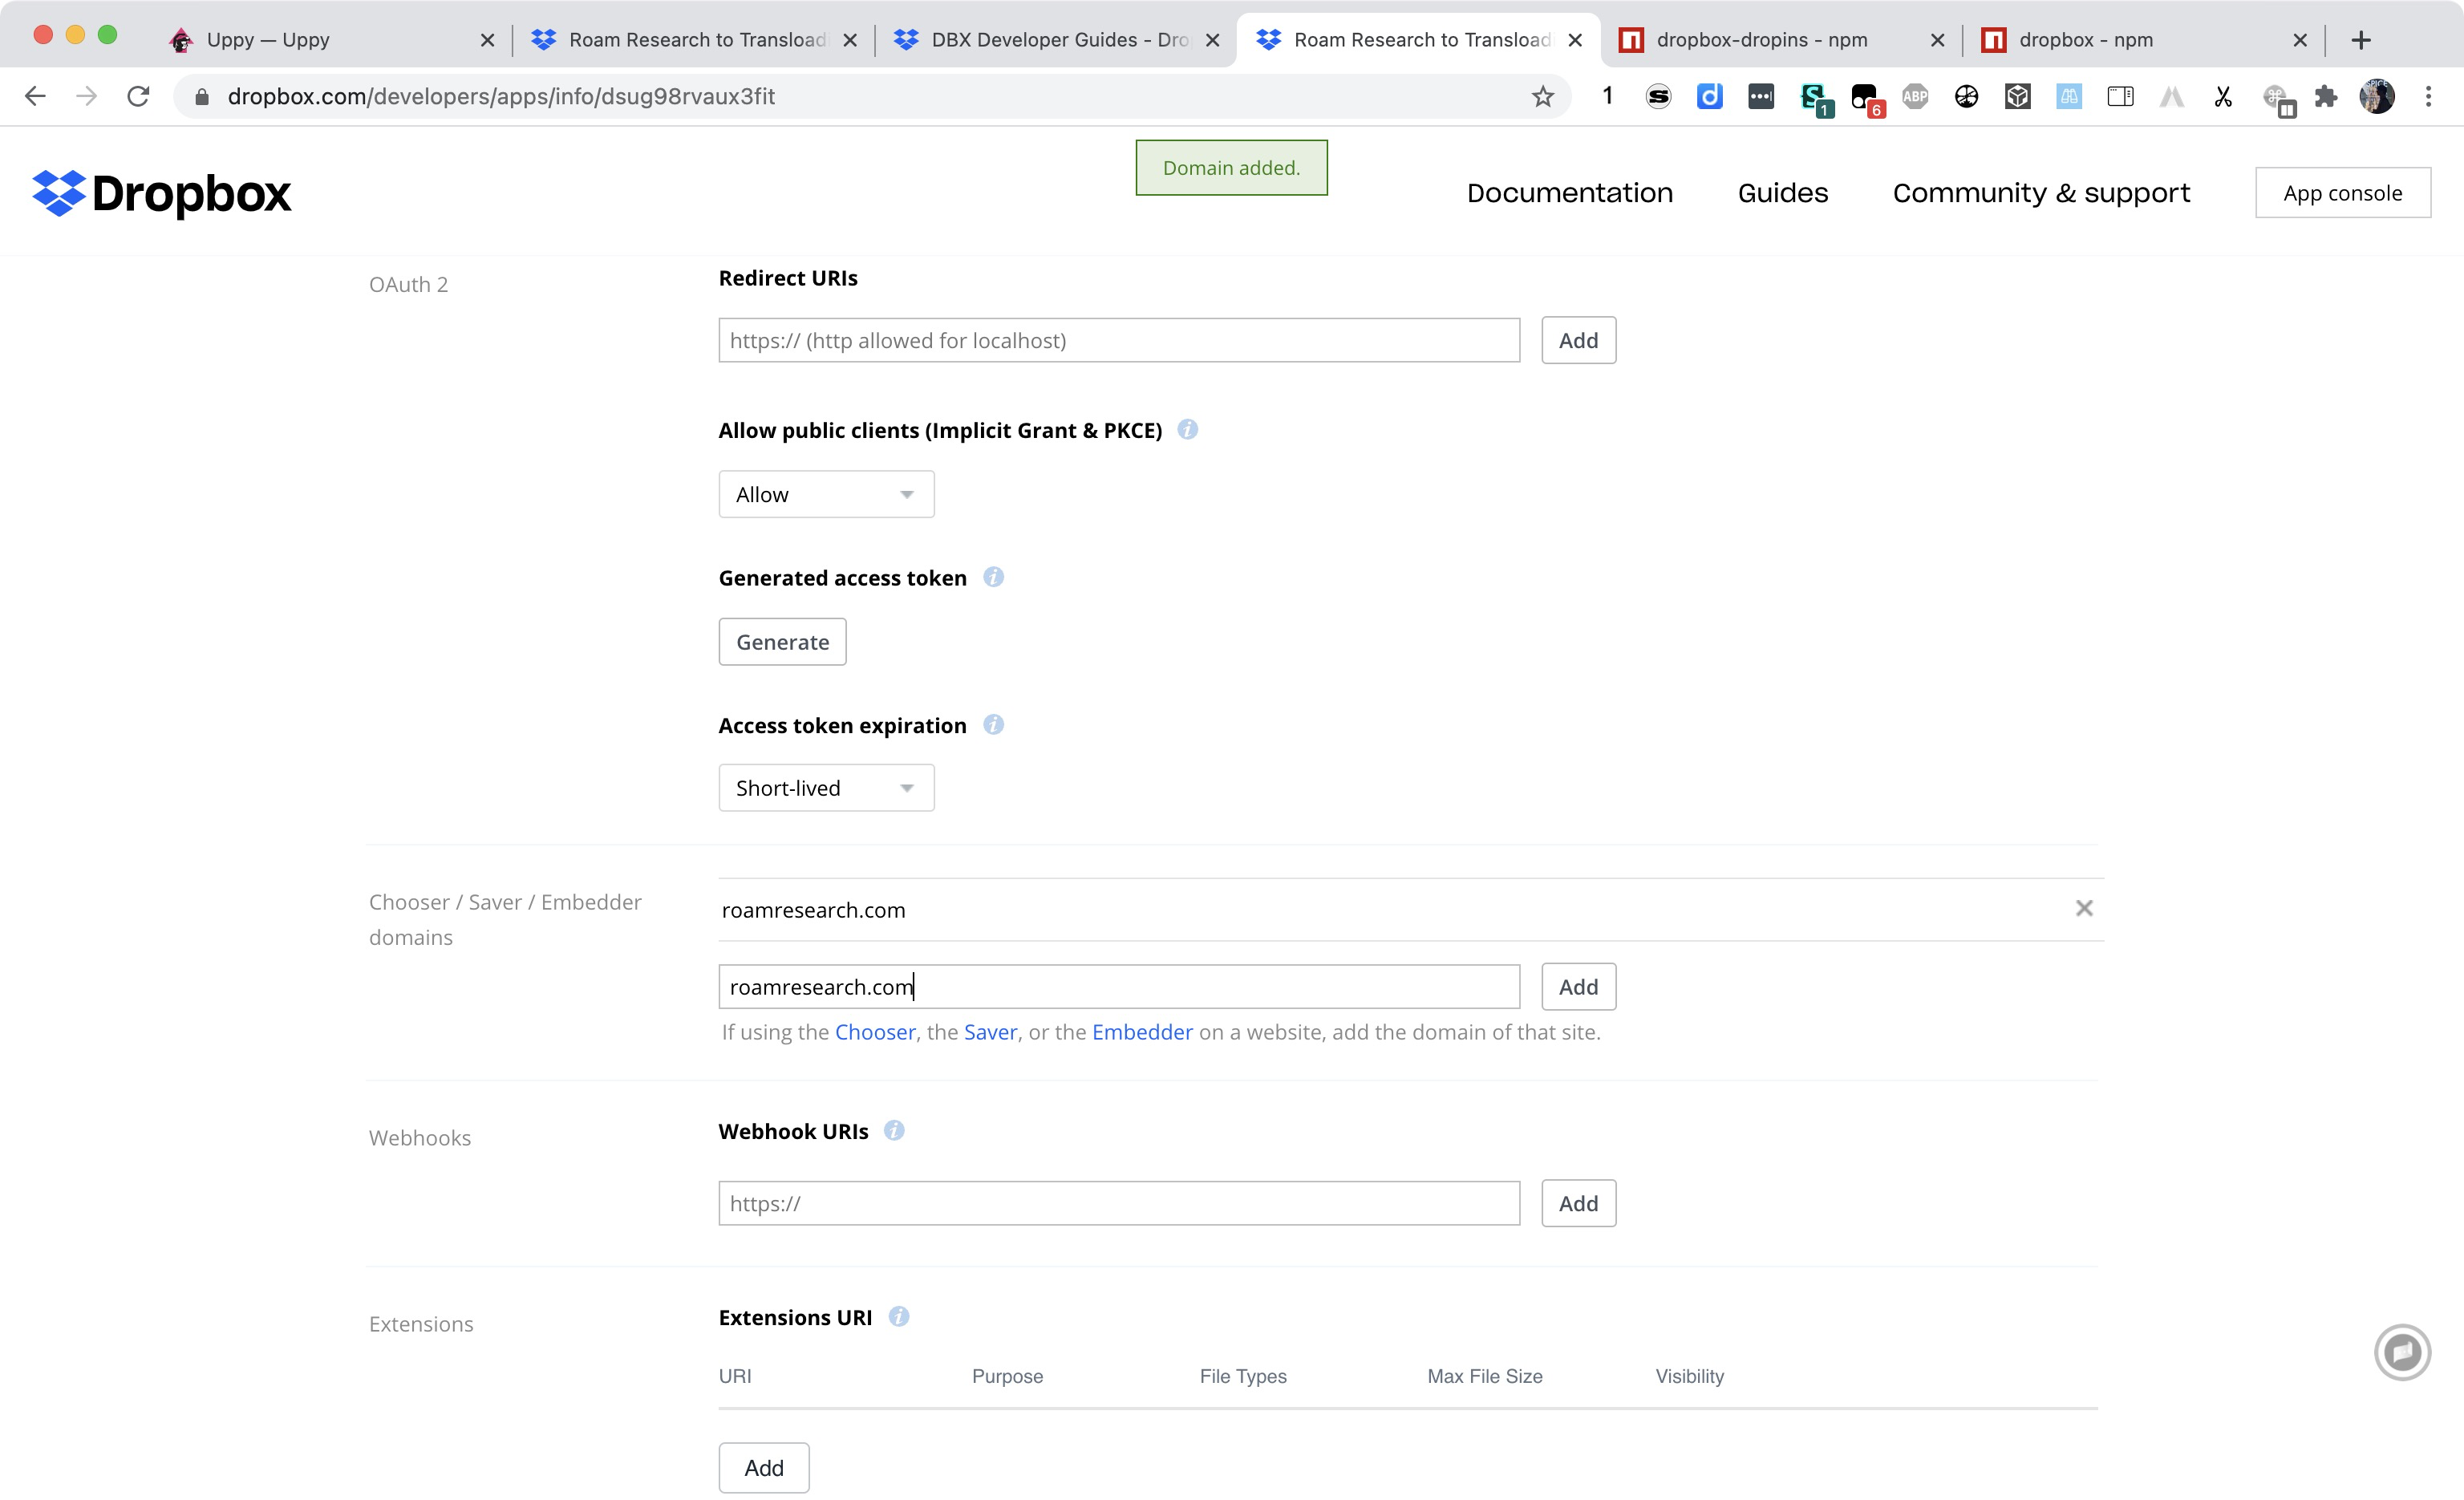 Uppy — Uppy
Roam Research to Transload
DBX Developer Guides - Dro
Roam Research to Transload
dropbox-dropins - npm
dropbox - npm
dropbox.com/developers/apps/info/dsug98rvaux3fit
1
1
6
ABP
Dropbox
Domain added.
Documentation
Guides
Community & support
App console
OAuth 2
Redirect URIs
https:// (http allowed for localhost)
Add
Allow public clients (Implicit Grant & PKCE)
Allow
Generated access token
Generate
Access token expiration
Short-lived
Chooser / Saver / Embedder
domains
roamresearch.com
roamresearch.com
Add
If using the Chooser, the Saver, or the Embedder on a website, add the domain of that site.
Webhooks
Webhook URIs
https://
Add
Extensions
Extensions URI
URI
Purpose
File Types
Max File Size
Visibility
Add